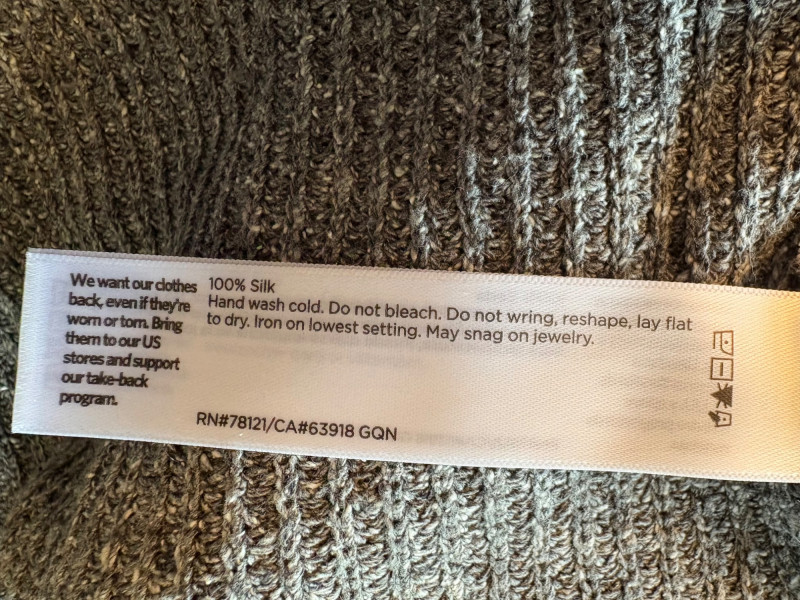 We want our clothes
back, even if they're
worn or torn. Bring
them to our US
stores and support
our take-back
program.
100% Silk
Hand wash cold. Do not bleach. Do not wring, reshape, lay flat
to dry. Iron on lowest setting. May snag on jewelry.
RN#78121/CA#63918 GQN